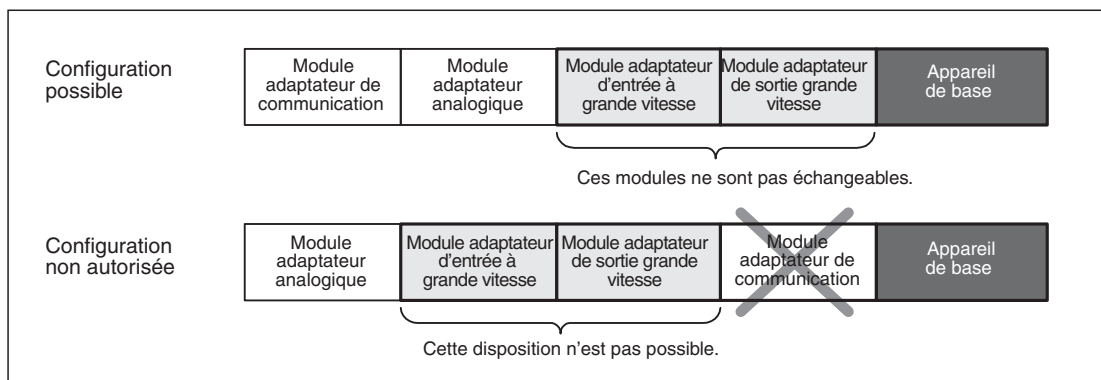 Configuration
possible
Module
adaptateur de
communication
Module
adaptateur
analogique
Module adaptateur
d'entrée à
grande vitesse
Module adaptateur
de sortie grande
vitesse
Appareil
de base
Ces modules ne sont pas échangeables.
Configuration
non autorisée
Module
adaptateur
analogique
Module adaptateur
d'entrée à
grande vitesse
Module adaptateur
de sortie grande
vitesse
Module
adaptateur de
communication
Appareil
de base
Cette disposition n'est pas possible.